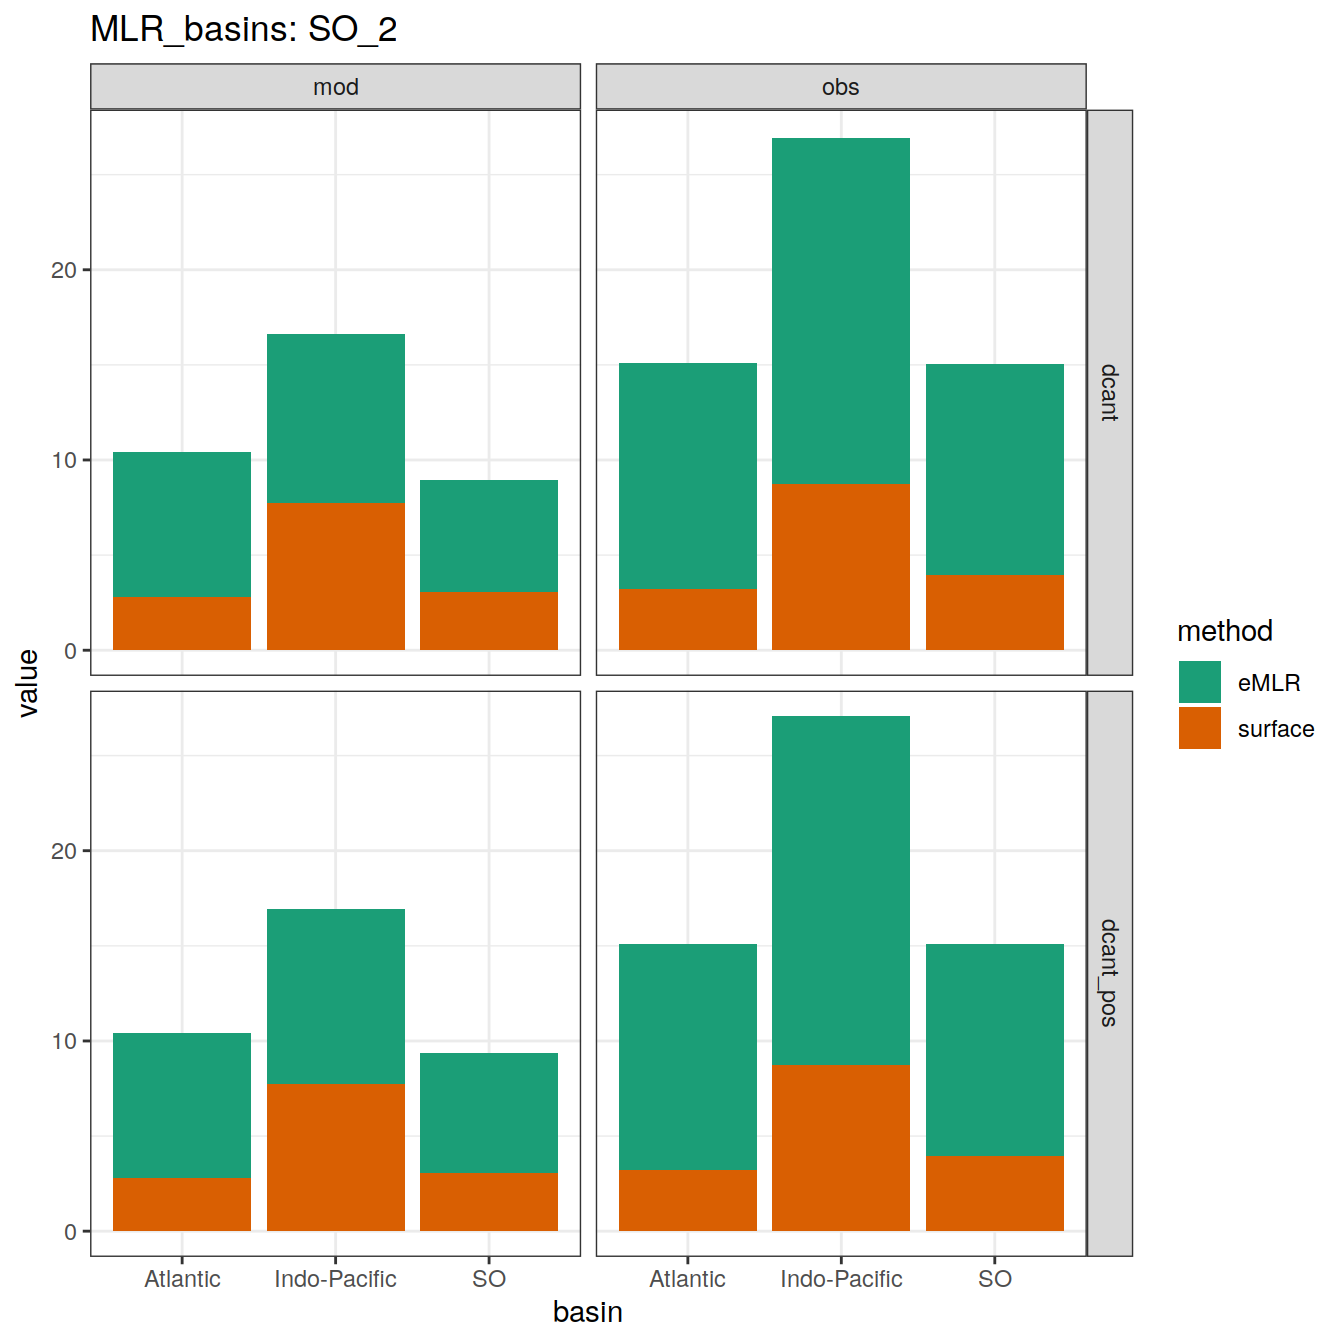 MLR_basins: SO_2
mod
obs
20
10
0
dcant
value
20
10
0
dcant_pos
Atlantic
Indo-Pacific
SO
Atlantic
Indo-Pacific
SO
basin
method
eMLR
surface